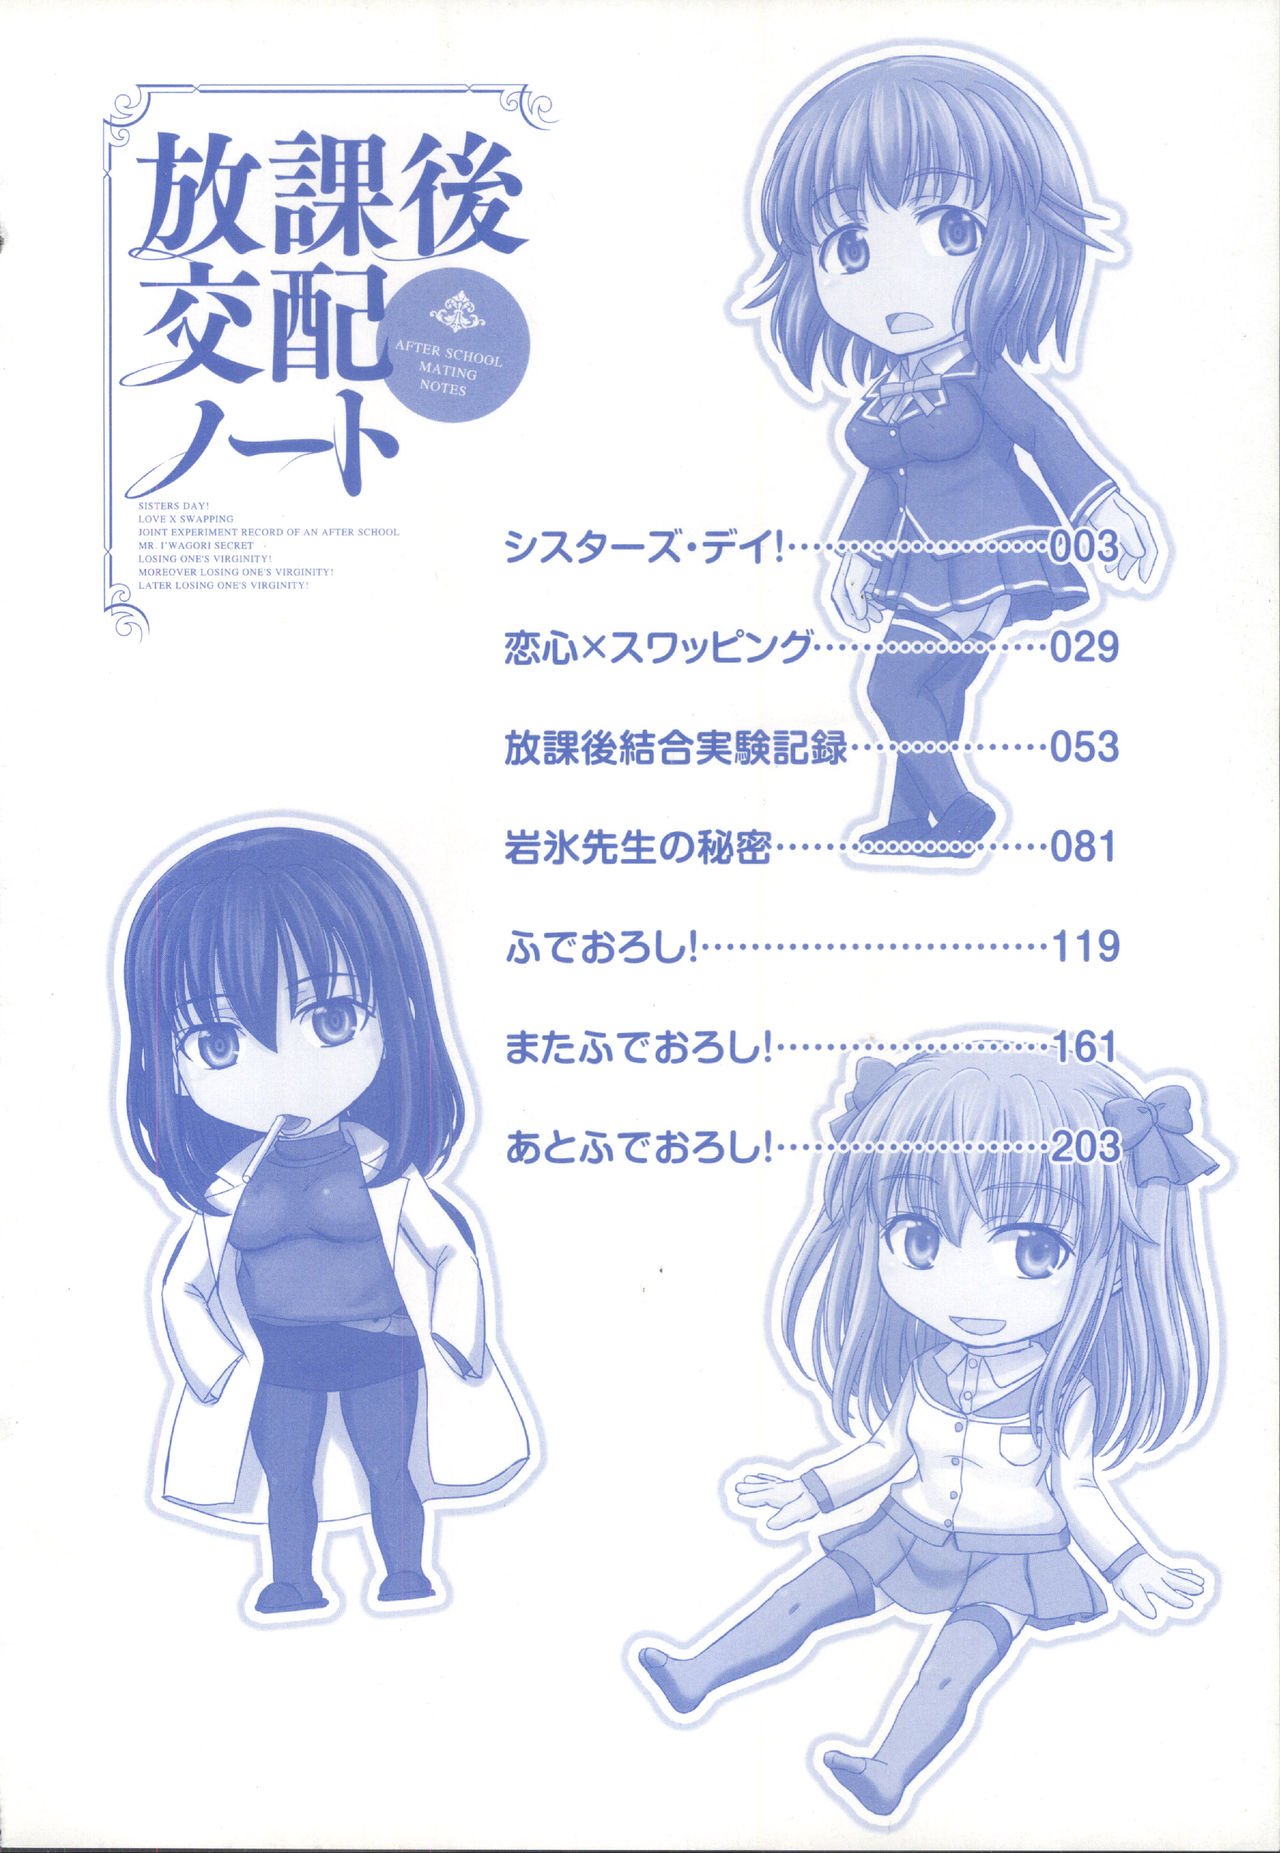 放課後
交配
ノート
AFTER SCHOOL
MATING
NOTES
SISTERS DAY!
LOVE X SWAPPING
JOINT EXPERIMENT RECORD OF AN AFTER SCHOOL
MR. I'WAGORI SECRET
LOSING ONE'S VIRGINITY!
MOREOVER LOSING ONE'S VIRGINITY!
LATER LOSING ONE'S VIRGINITY!
シスターズ・デイ!…………………003
恋心×スワッピング…………………029
放課後結合実験記録………………053
岩氷先生の秘密……………………081
ふでおろし!…………………………119
またふでおろし!……………………161
あとふでおろし!……………………203